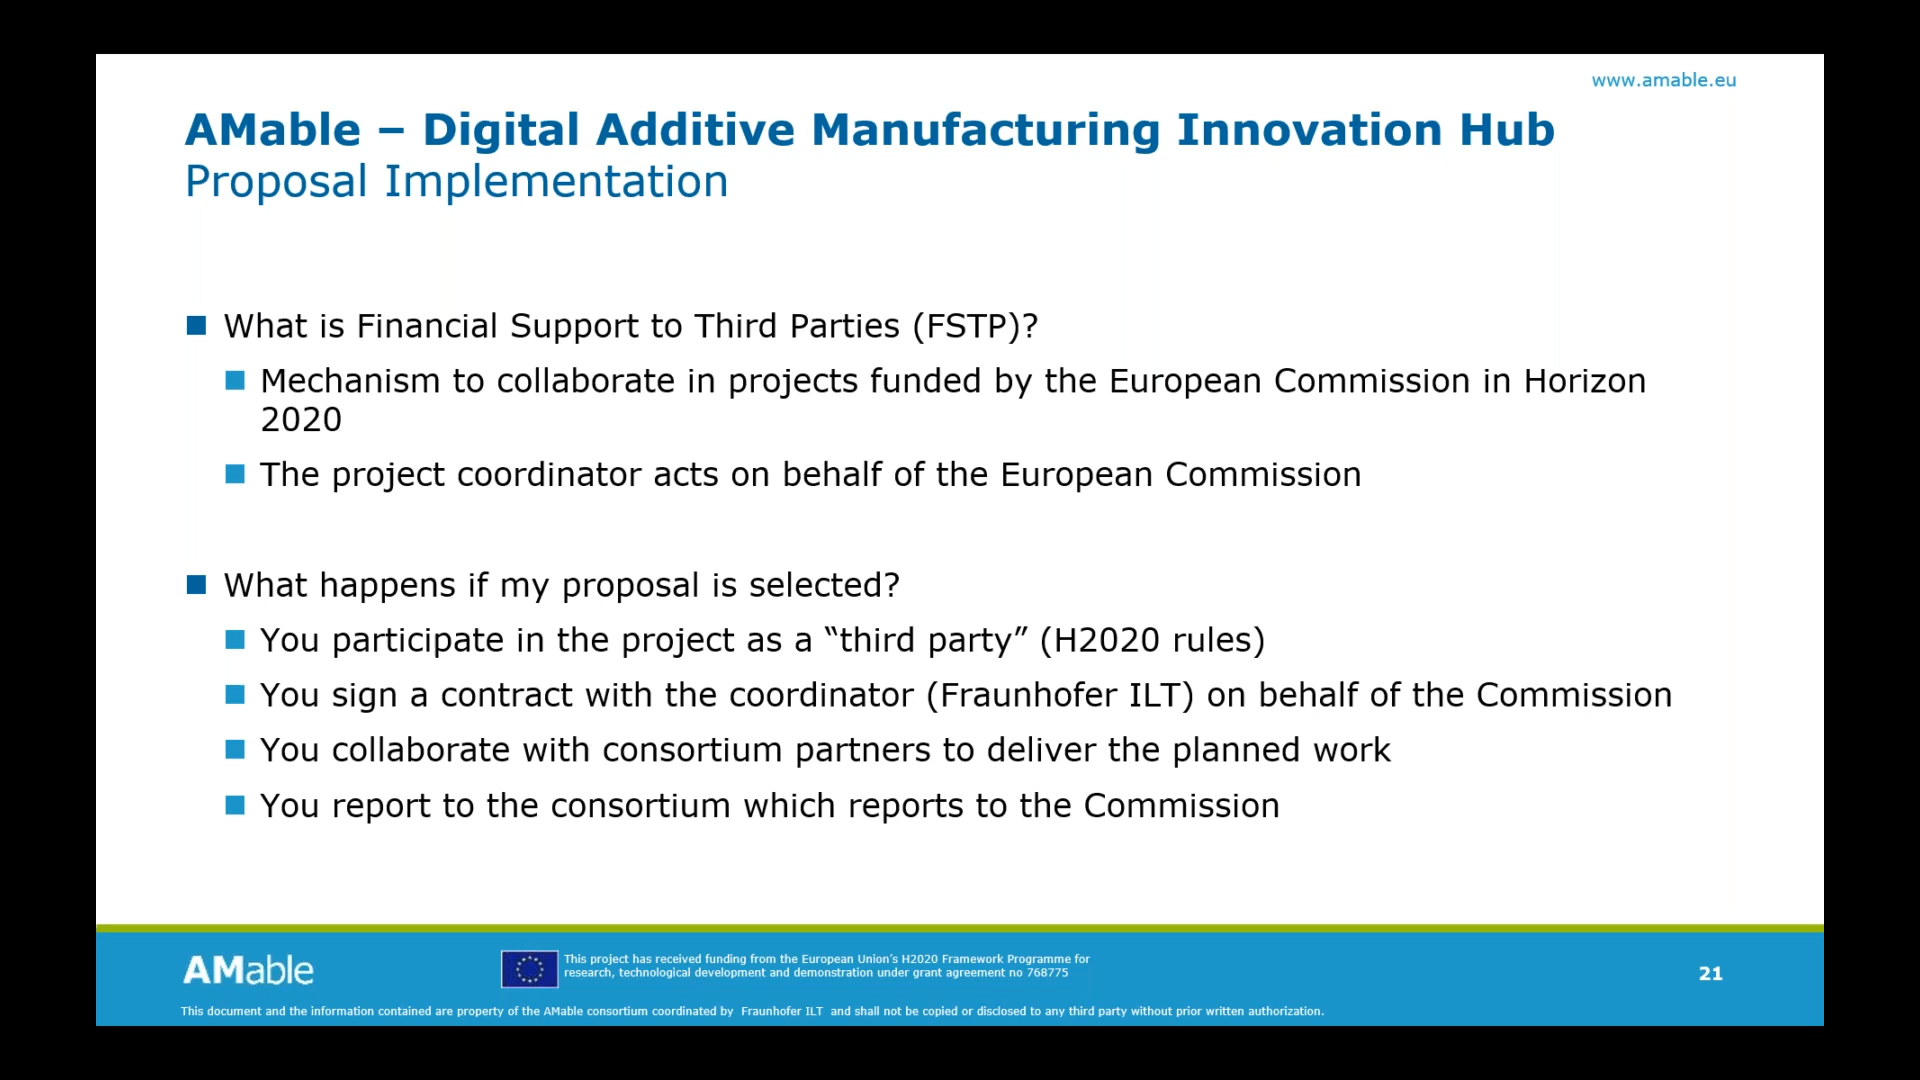 www.amable.eu
AMable – Digital Additive Manufacturing Innovation Hub
Proposal Implementation
What is Financial Support to Third Parties (FSTP)?
Mechanism to collaborate in projects funded by the European Commission in Horizon
2020
The project coordinator acts on behalf of the European Commission
What happens if my proposal is selected?
You participate in the project as a “third party” (H2020 rules)
You sign a contract with the coordinator (Fraunhofer ILT) on behalf of the Commission
You collaborate with consortium partners to deliver the planned work
You report to the consortium which reports to the Commission
AMable
This project has received funding from the European Union’s H2020 Framework Programme for
research, technological development and demonstration under grant agreement no 768775
21
This document and the information contained are property of the AMable consortium coordinated by Fraunhofer ILT and shall not be copied or disclosed to any third party without prior written authorization.